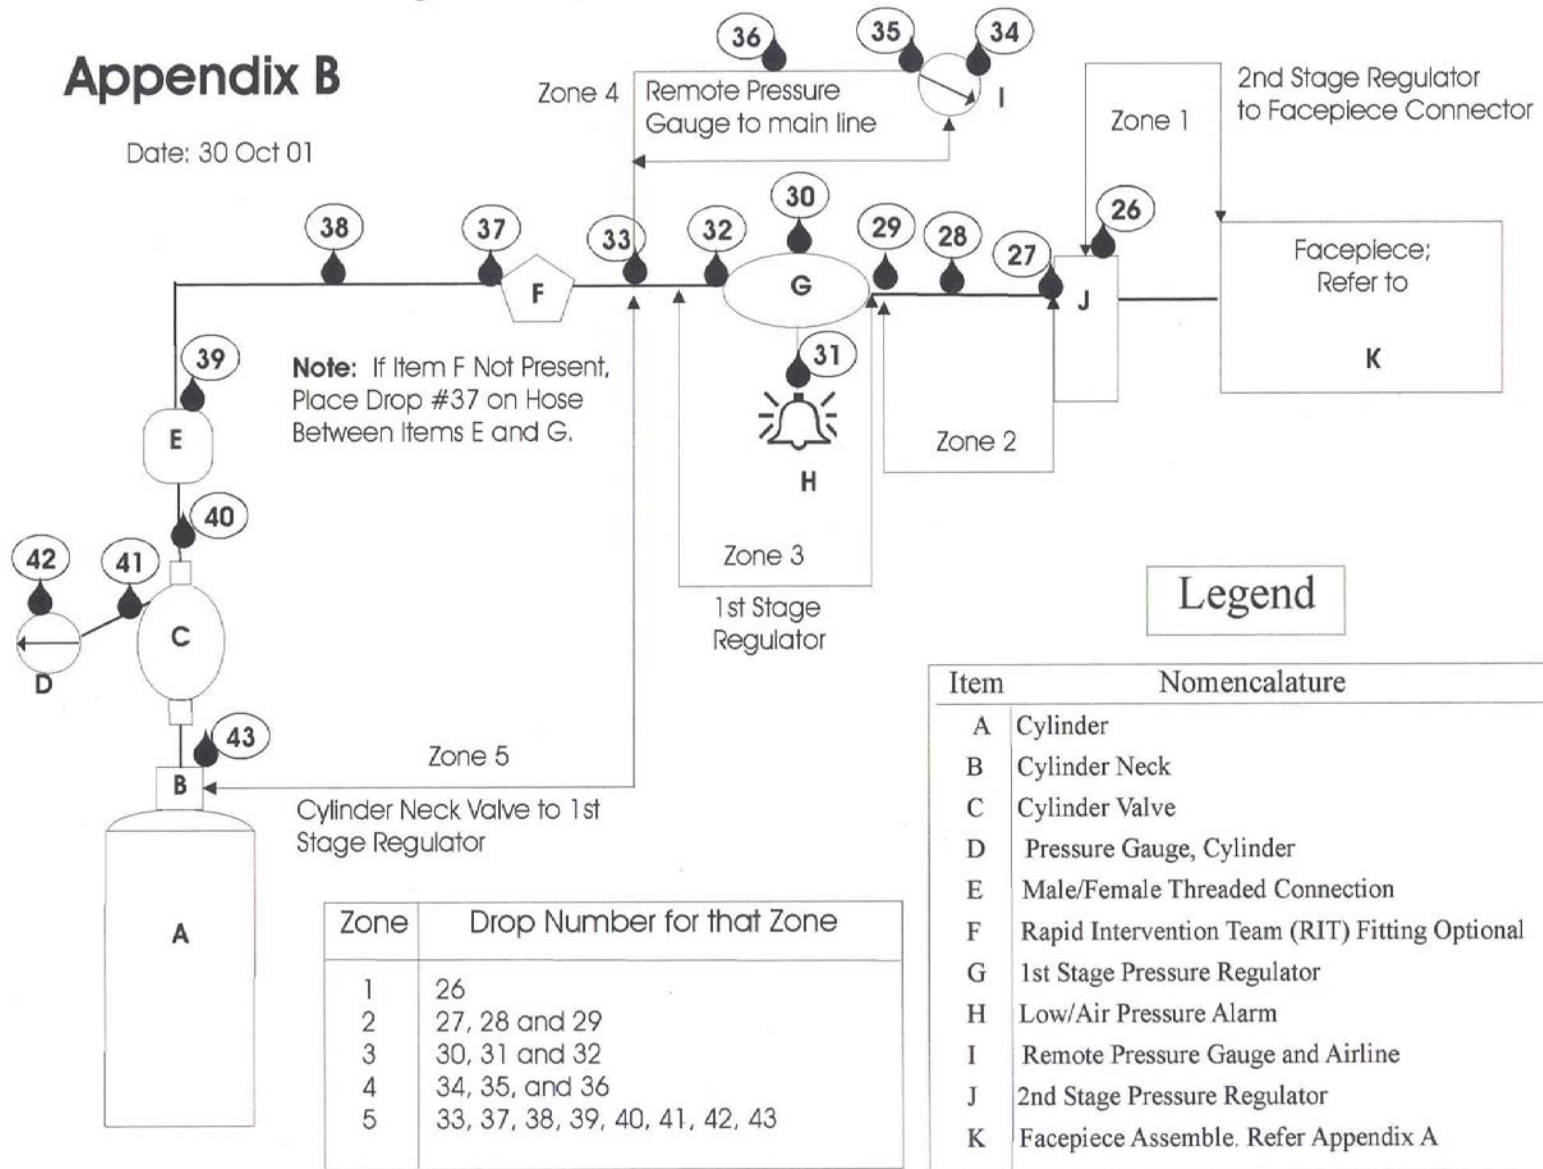 Appendix B
Date: 30 Oct 01
36
35
34
Zone 4
Remote Pressure
Gauge to main line
I
Zone 1
2nd Stage Regulator
to Facepiece Connector
38
37
33
32
30
29
28
27
26
F
G
J
Facepiece;
Refer to
K
39
Note: If Item F Not Present,
Place Drop #37 on Hose
Between Items E and G.
31
E
H
Zone 2
40
42
41
Zone 3
1st Stage
Regulator
C
D
43
B
Zone 5
Cylinder Neck Valve to 1st
Stage Regulator
A
Zone Drop Number for that Zone
1 26
2 27, 28 and 29
3 30, 31 and 32
4 34, 35, and 36
5 33, 37, 38, 39, 40, 41, 42, 43
Legend
Item Nomencalature
A Cylinder
B Cylinder Neck
C Cylinder Valve
D Pressure Gauge, Cylinder
E Male/Female Threaded Connection
F Rapid Intervention Team (RIT) Fitting Optional
G 1st Stage Pressure Regulator
H Low/Air Pressure Alarm
I Remote Pressure Gauge and Airline
J 2nd Stage Pressure Regulator
K Facepiece Assemble. Refer Appendix A